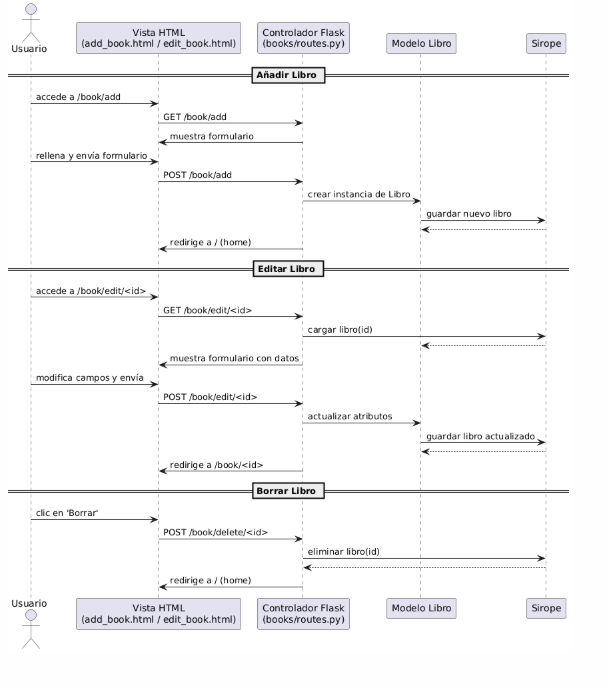 Usuario
Vista HTML
(add_book.html / edit_book.html)
Controlador Flask
(books/routes.py)
Modelo Libro
Sirope
Añadir Libro
accede a /book/add
GET /book/add
muestra formulario
rellena y envía formulario
POST /book/add
crear instancia de Libro
guardar nuevo libro
redirige a / (home)
Editar Libro
accede a /book/edit/<id>
GET /book/edit/<id>
cargar libro(id)
muestra formulario con datos
modifica campos y envía
POST /book/edit/<id>
actualizar atributos
guardar libro actualizado
redirige a /book/<id>
Borrar Libro
clic en 'Borrar'
POST /book/delete/<id>
eliminar libro(id)
redirige a / (home)
Usuario
Vista HTML
(add_book.html / edit_book.html)
Controlador Flask
(books/routes.py)
Modelo Libro
Sirope